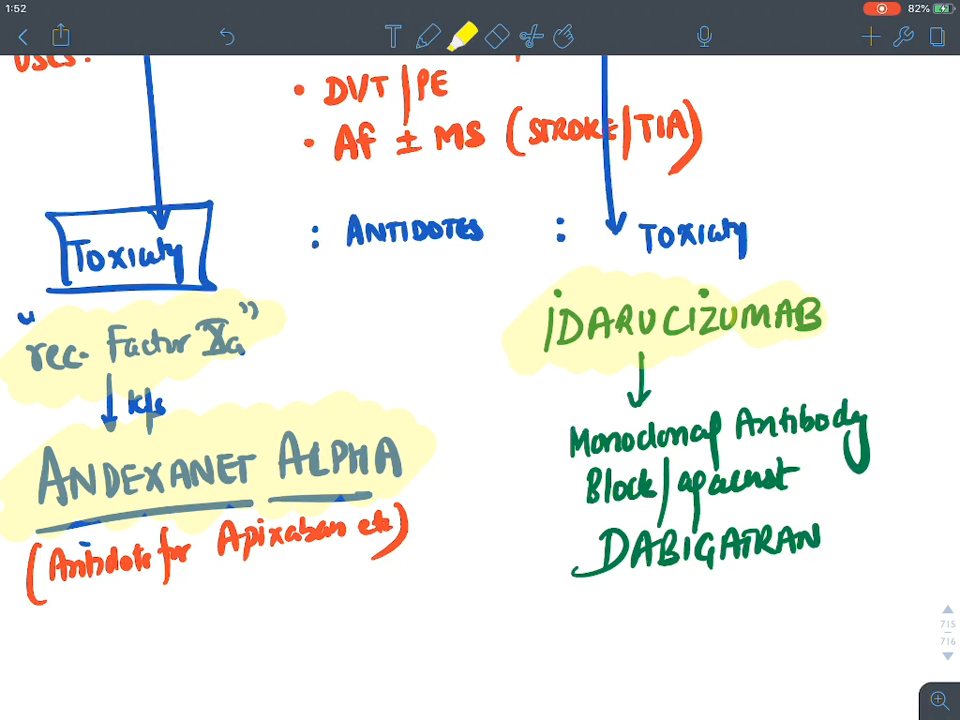 1:52
82%
USES:
• DVT/PE
• Af ± MS (STROKE/TIA)
Toxicity : ANTIDOTES : Toxicity
"rec. Factor Xa"
k/s
ANDEXANET ALPHA
(Antidote for Apixaban etc)
iDARUCiZUMAB
Monoclonal Antibody
Block/against
DABIGATRAN
715
716